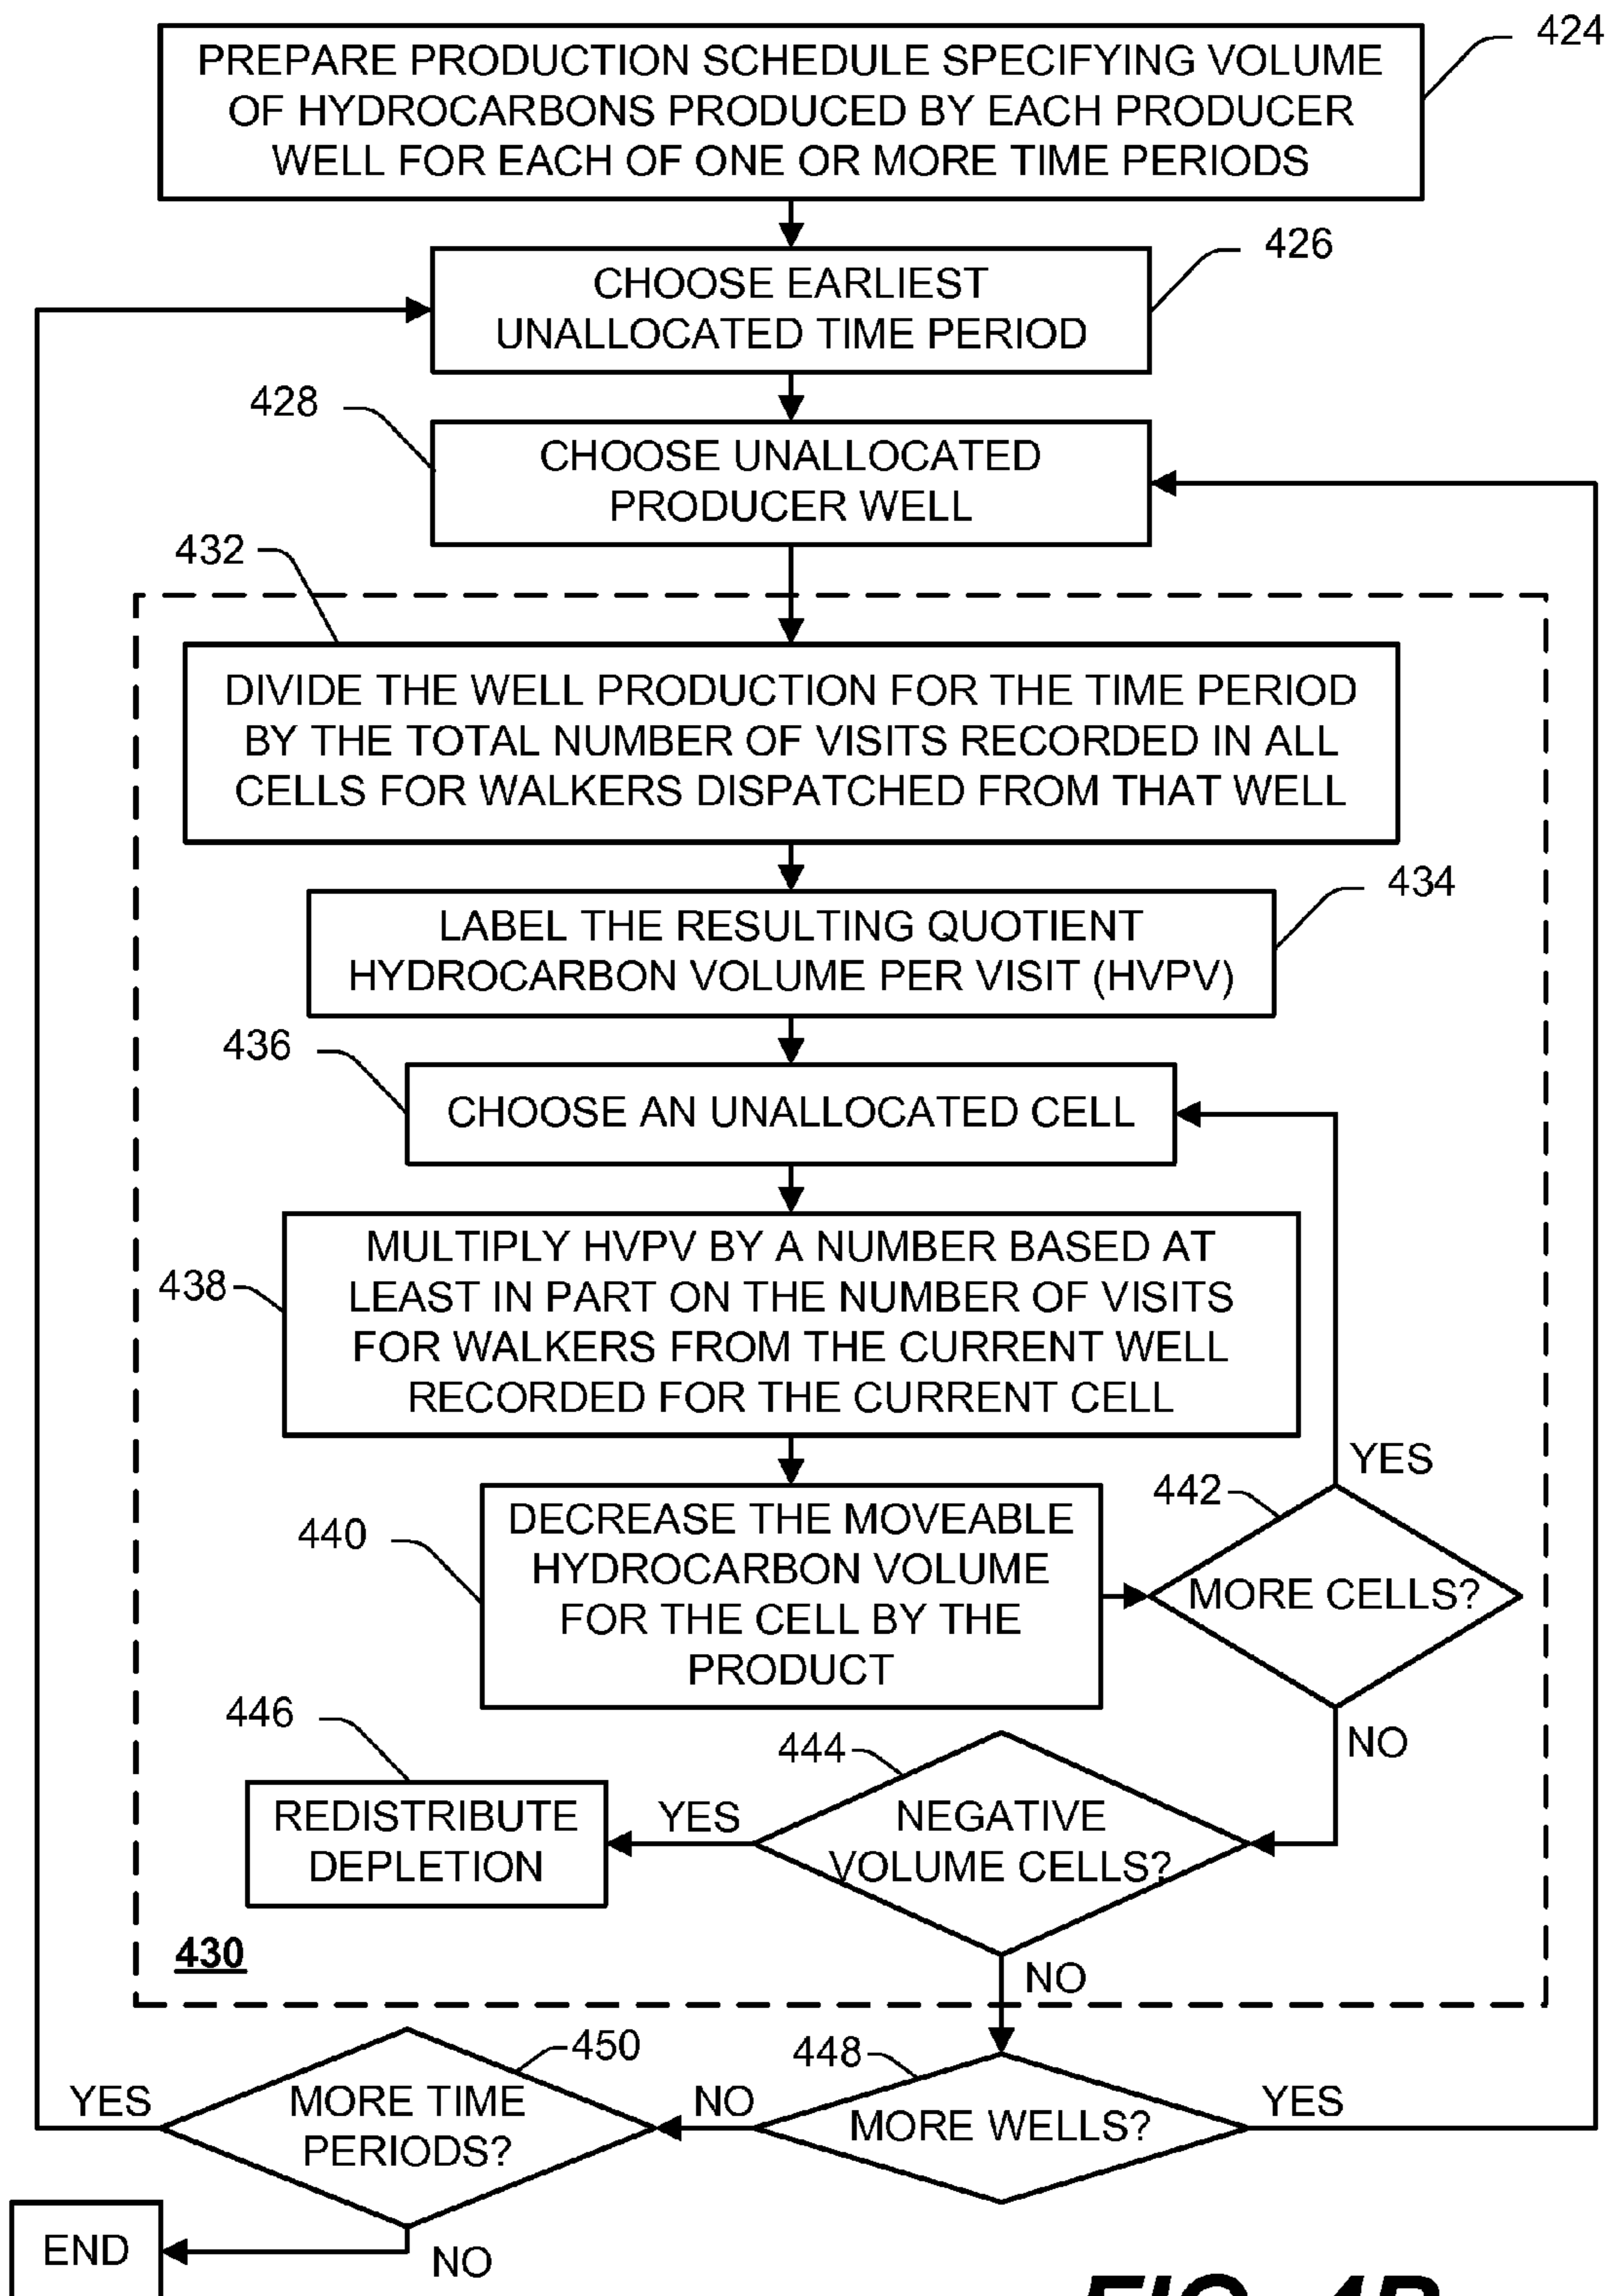 424
PREPARE PRODUCTION SCHEDULE SPECIFYING VOLUME
OF HYDROCARBONS PRODUCED BY EACH PRODUCER
WELL FOR EACH OF ONE OR MORE TIME PERIODS
426
CHOOSE EARLIEST
UNALLOCATED TIME PERIOD
428
CHOOSE UNALLOCATED
PRODUCER WELL
432
DIVIDE THE WELL PRODUCTION FOR THE TIME PERIOD
BY THE TOTAL NUMBER OF VISITS RECORDED IN ALL
CELLS FOR WALKERS DISPATCHED FROM THAT WELL
434
LABEL THE RESULTING QUOTIENT
HYDROCARBON VOLUME PER VISIT (HVPV)
436
CHOOSE AN UNALLOCATED CELL
438
MULTIPLY HVPV BY A NUMBER BASED AT
LEAST IN PART ON THE NUMBER OF VISITS
FOR WALKERS FROM THE CURRENT WELL
RECORDED FOR THE CURRENT CELL
440
DECREASE THE MOVEABLE
HYDROCARBON VOLUME
FOR THE CELL BY THE
PRODUCT
YES
442
MORE CELLS?
NO
446
REDISTRIBUTE
DEPLETION
YES
444
NEGATIVE
VOLUME CELLS?
430
NO
450
448
YES
MORE TIME
PERIODS?
NO
MORE WELLS?
YES
END
NO
FIG. 4B